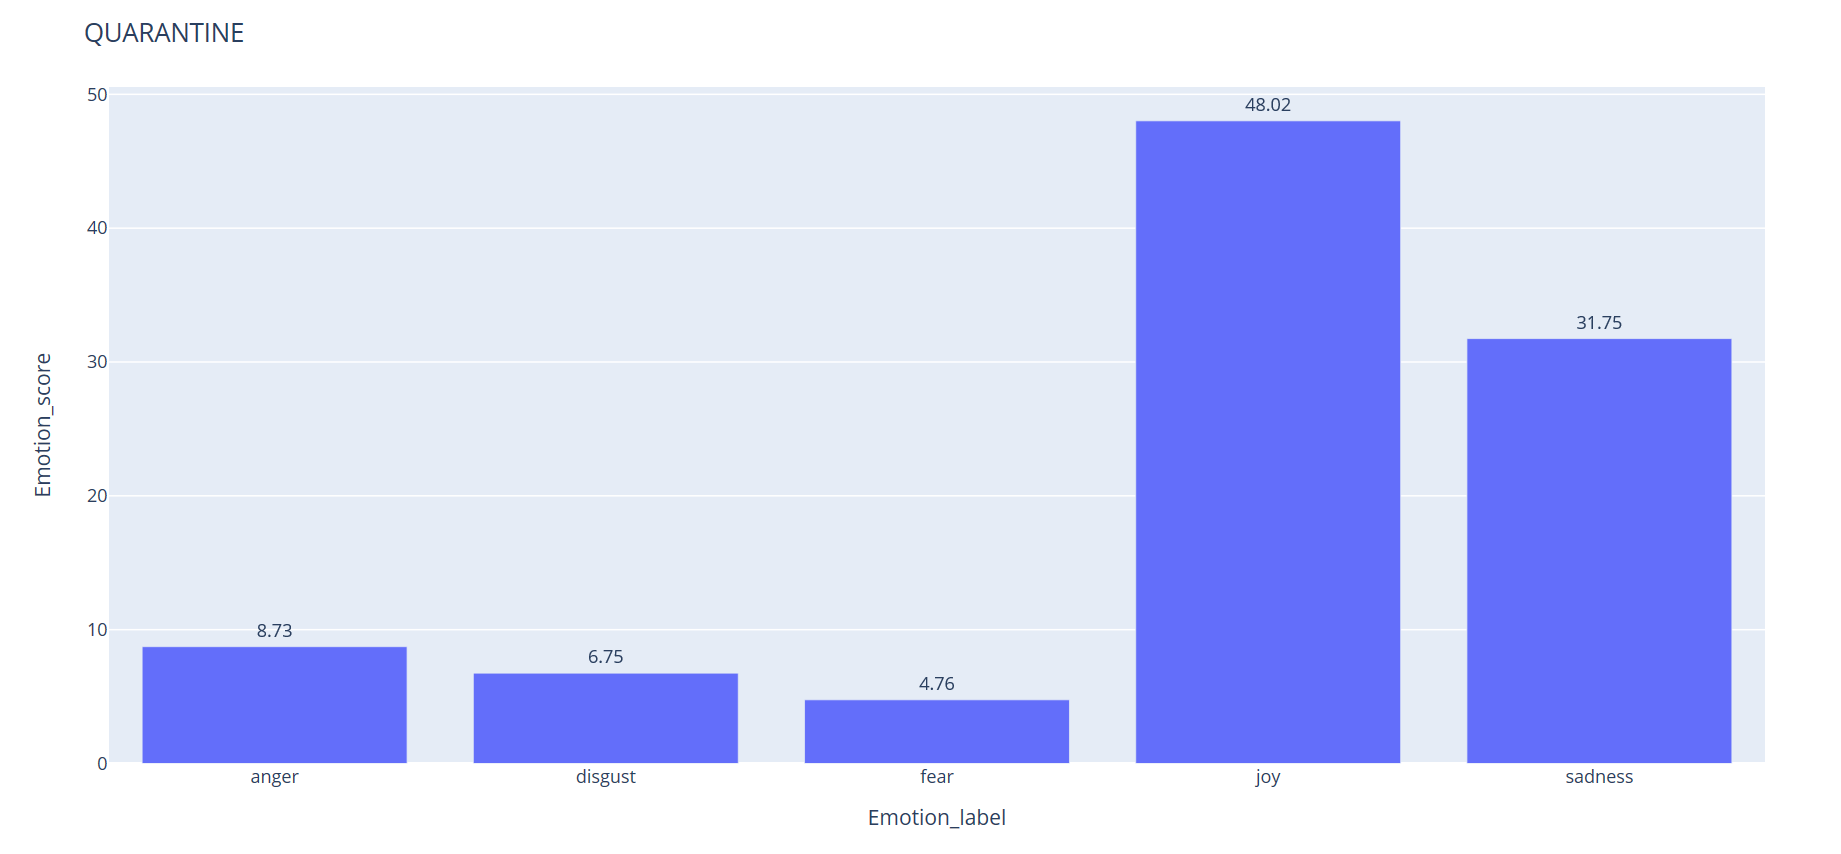 QUARANTINE
50
48.02
40
31.75
30
Emotion_score
20
10
8.73
6.75
4.76
0
anger disgust fear joy sadness
Emotion_label